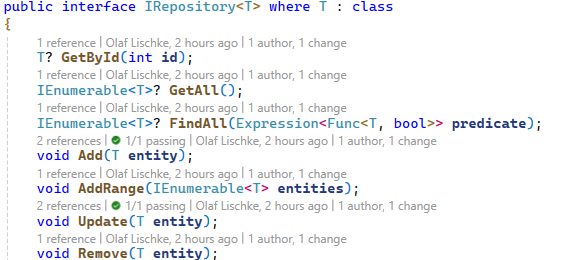 public interface IRepository<T> where T : class
{
1 reference | Olaf Lischke, 2 hours ago | 1 author, 1 change
T? GetById(int id);
1 reference | Olaf Lischke, 2 hours ago | 1 author, 1 change
IEnumerable<T>? GetAll();
1 reference | Olaf Lischke, 2 hours ago | 1 author, 1 change
IEnumerable<T>? FindAll(Expression<Func<T, bool>> predicate);
2 references | 1/1 passing | Olaf Lischke, 2 hours ago | 1 author, 1 change
void Add(T entity);
1 reference | Olaf Lischke, 2 hours ago | 1 author, 1 change
void AddRange(IEnumerable<T> entities);
2 references | 1/1 passing | Olaf Lischke, 2 hours ago | 1 author, 1 change
void Update(T entity);
1 reference | Olaf Lischke, 2 hours ago | 1 author, 1 change
void Remove(T entity);